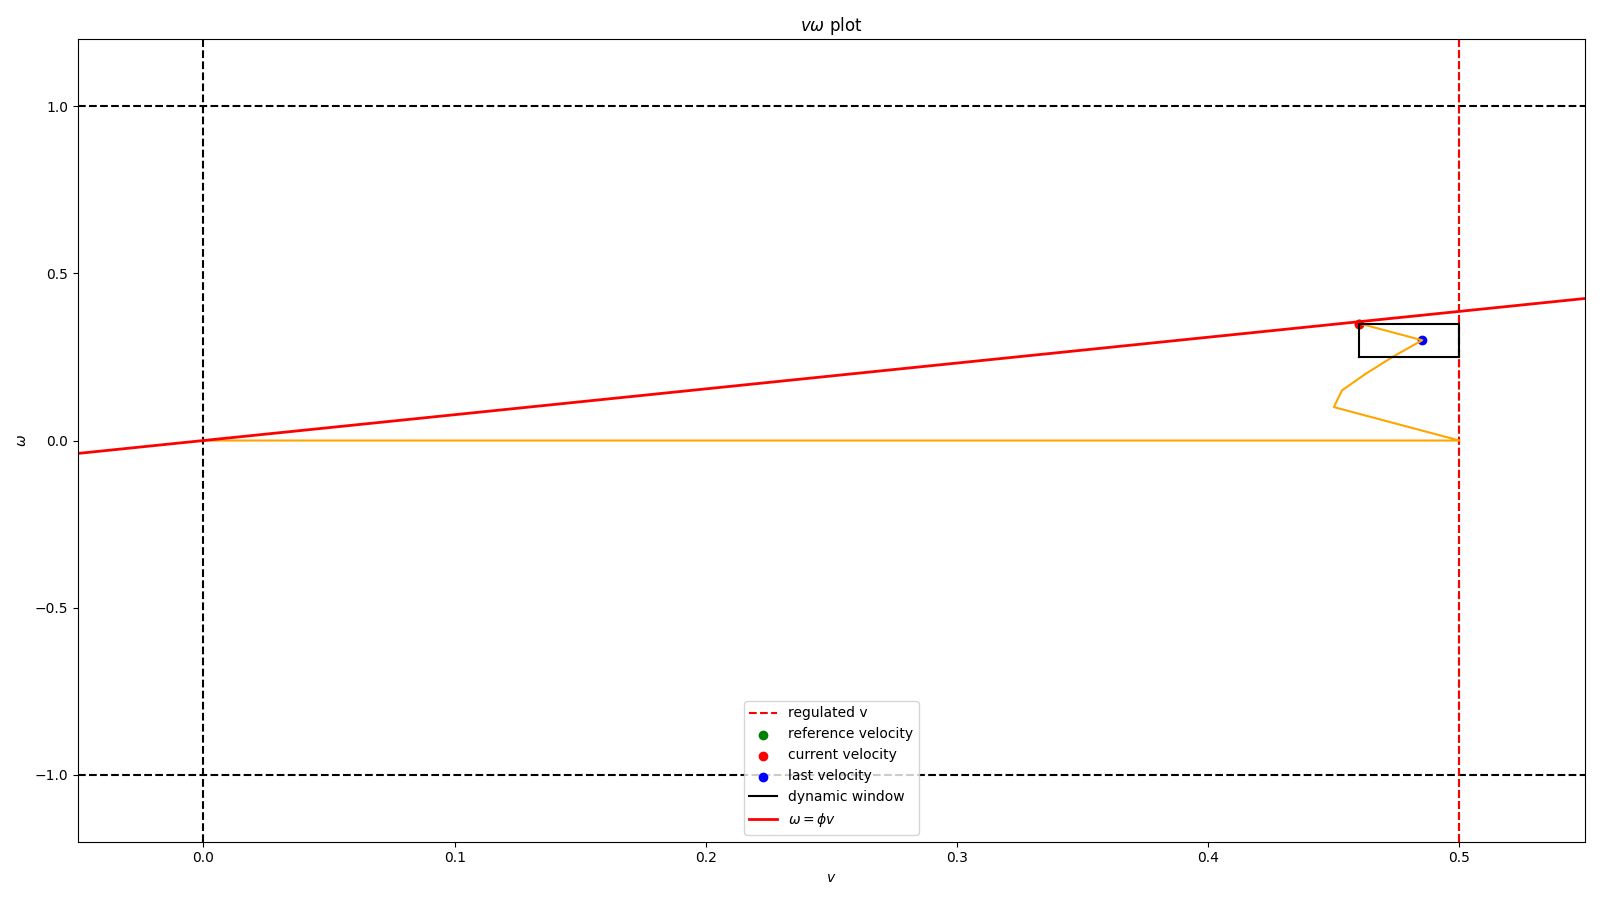 vω plot
1.0
0.5
0.0
−0.5
−1.0
ω
regulated v
reference velocity
current velocity
last velocity
dynamic window
ω = ϕv
0.0 0.1 0.2 0.3 0.4 0.5
v